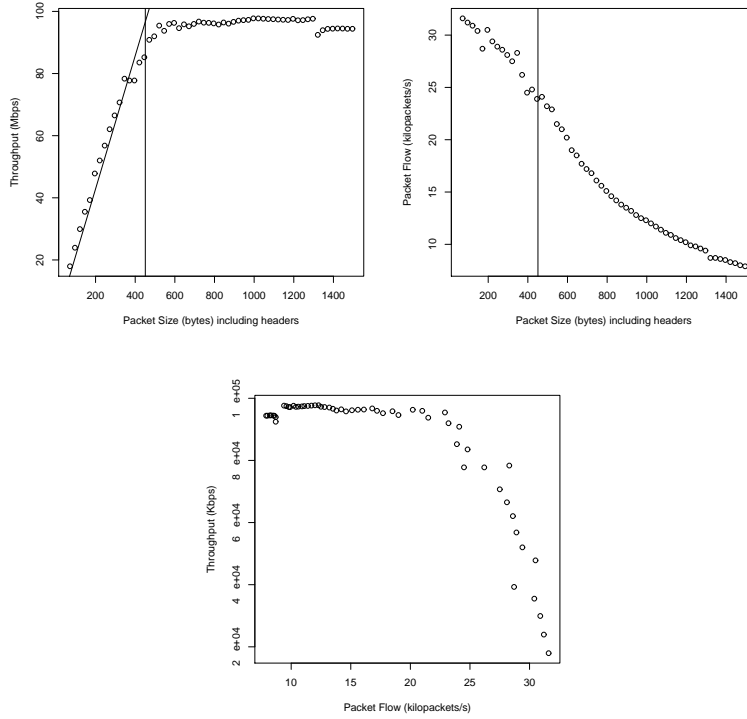 100
80
60
40
20
Throughput (Mbps)
200 400 600 800 1000 1200 1400
Packet Size (bytes) including headers
30
25
20
15
10
Packet Flow (kilopackets/s)
200 400 600 800 1000 1200 1400
Packet Size (bytes) including headers
1 e+05
8 e+04
6 e+04
4 e+04
2 e+04
Throughput (Kbps)
10 15 20 25 30
Packet Flow (kilopackets/s)